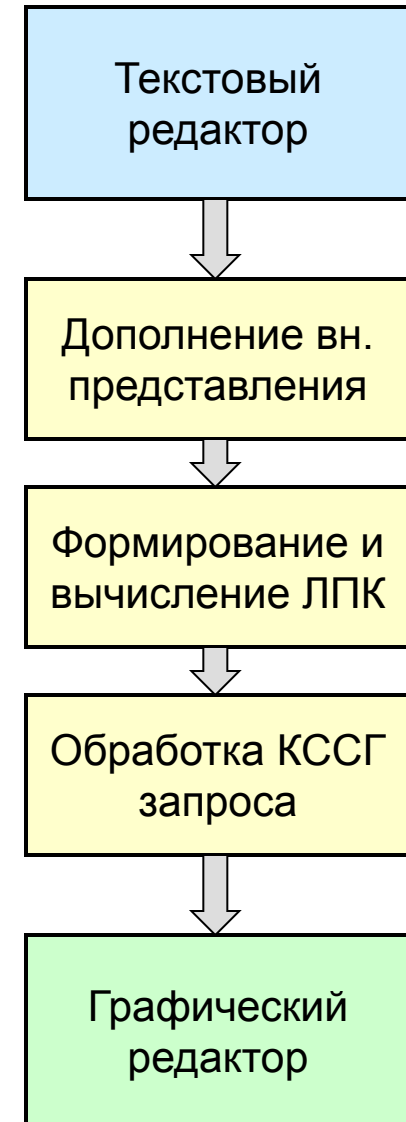 Текстовый
редактор
Дополнение вн.
представления
Формирование и
вычисление ЛПК
Обработка КССГ
запроса
Графический
редактор